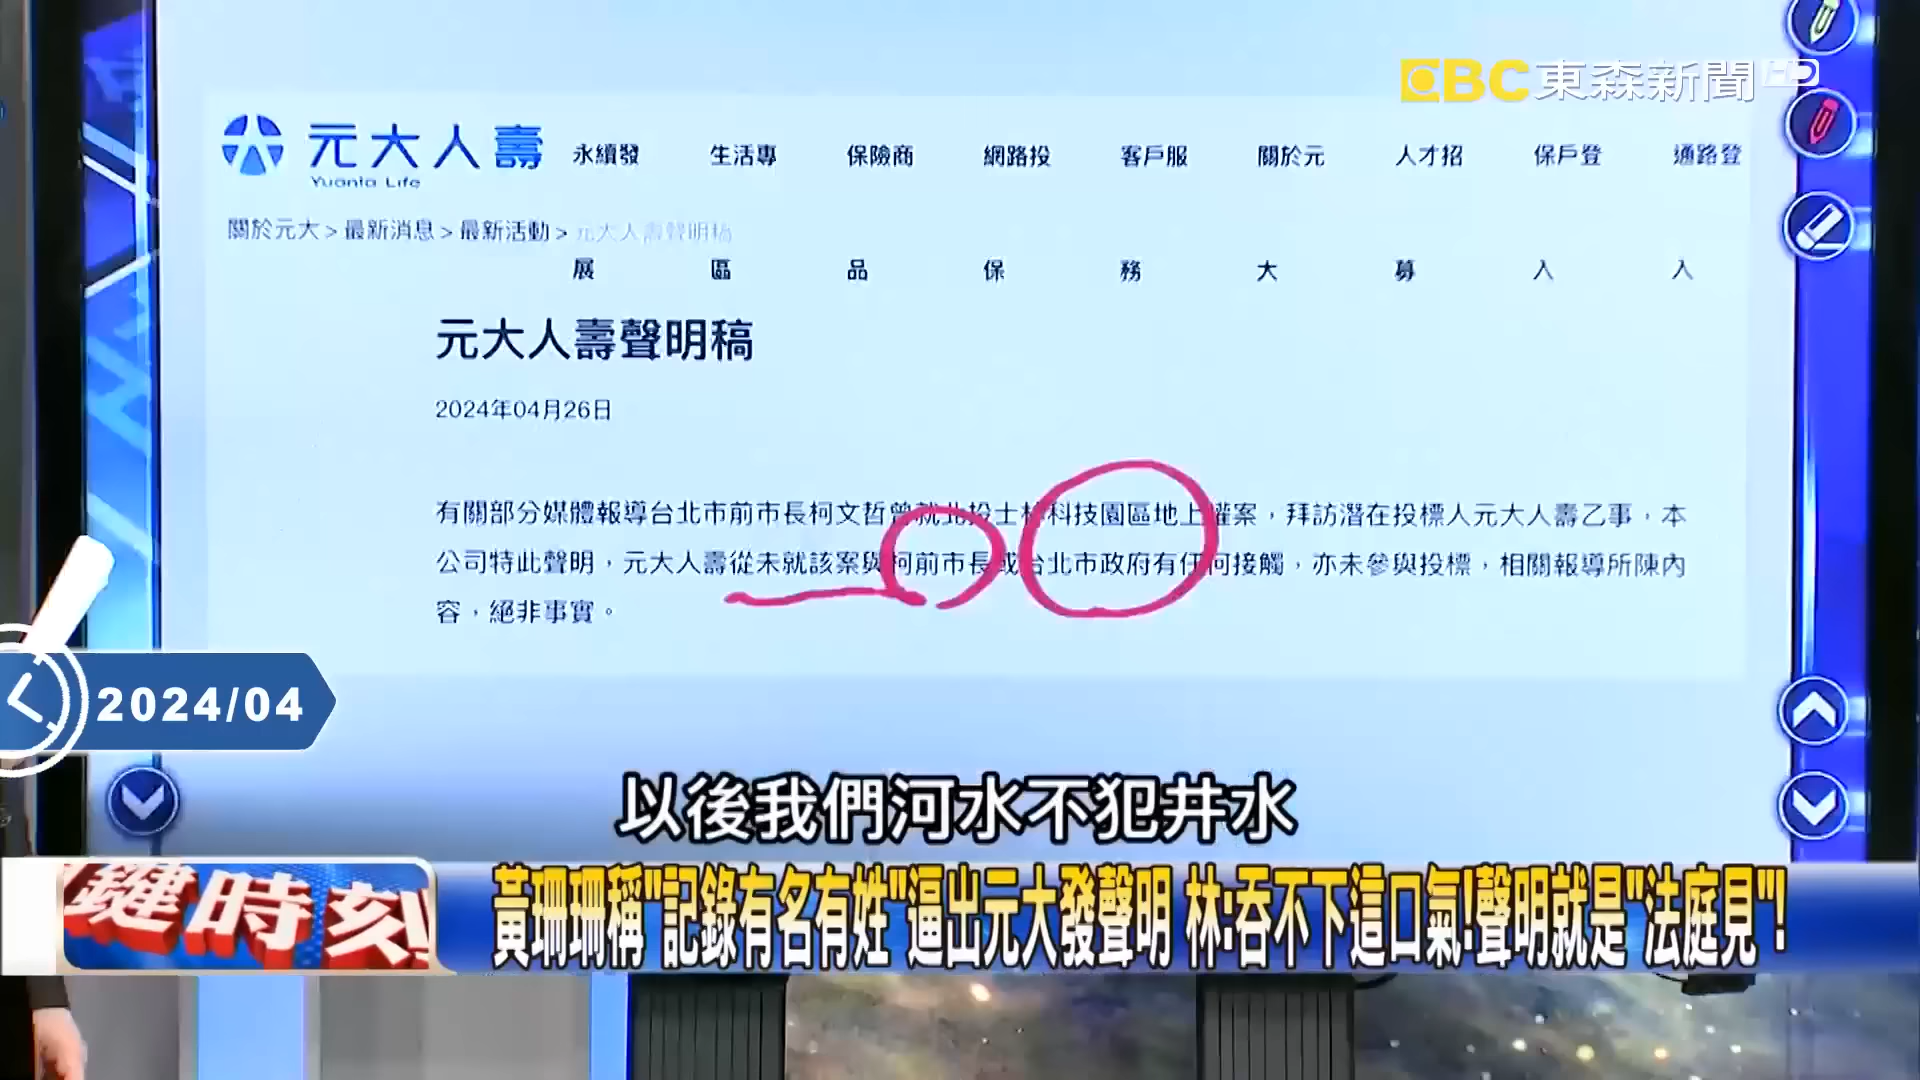 EBC東森新聞HD
元大人壽
Yuanta Life
永續發 生活專 保險商 網路投 客戶服 關於元 人才招 保戶登 通路登
關於元大 > 最新消息 > 最新活動 > 元大人壽聲明稿
展 區 品 保 務 大 募 入 入
元大人壽聲明稿
2024年04月26日
有關部分媒體報導台北市前市長柯文哲曾就北投士林科技園區地上權案，拜訪潛在投標人元大人壽乙事，本
公司特此聲明，元大人壽從未就該案與柯前市長或台北市政府有任何接觸，亦未參與投標，相關報導所陳內
容，絕非事實。
2024/04
以後我們河水不犯井水
鍵時刻
黃珊珊稱"記錄有名有姓"逼出元大發聲明 林:吞不下這口氣!聲明就是"法庭見"!